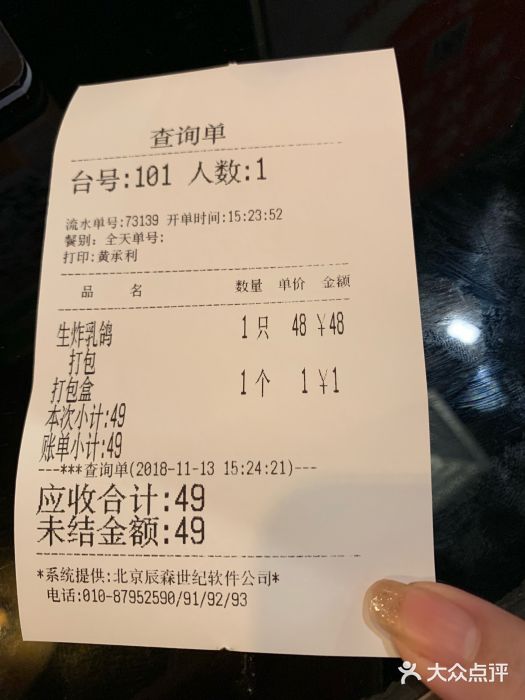 查询单
台号:101 人数:1
流水单号:73139 开单时间:15:23:52
餐别: 全天单号:
打印:黄承利
品 名 数量 单价 金额
生炸乳鸽 1只 48 ¥48
打包
打包盒 1个 1 ¥1
本次小计:49
账单小计:49
---***查询单(2018-11-13 15:24:21)---
应收合计:49
未结金额:49
*系统提供:北京辰森世纪软件公司*
电话:010-87952590/91/92/93
大众点评